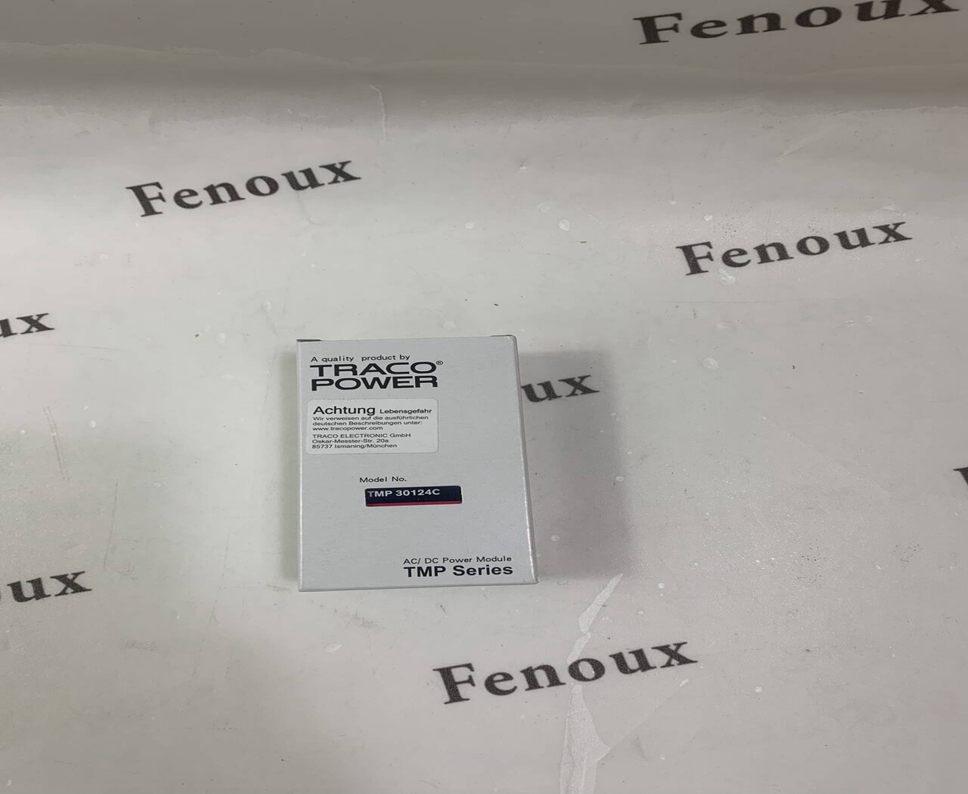 Fenoux
Fenoux
Fenoux
ux
A quality product by
TRACO®
POWER
ux
Achtung Lebensgefahr
Wir verweisen auf die ausführlichen
deutschen Beschreibungen unter:
www.tracopower.com
TRACO ELECTRONIC GmbH
Oskar-Messter-Str. 20a
85737 Ismaning/München
Model No.
TMP 30124C
AC/ DC Power Module
TMP Series
ux
Fenoux